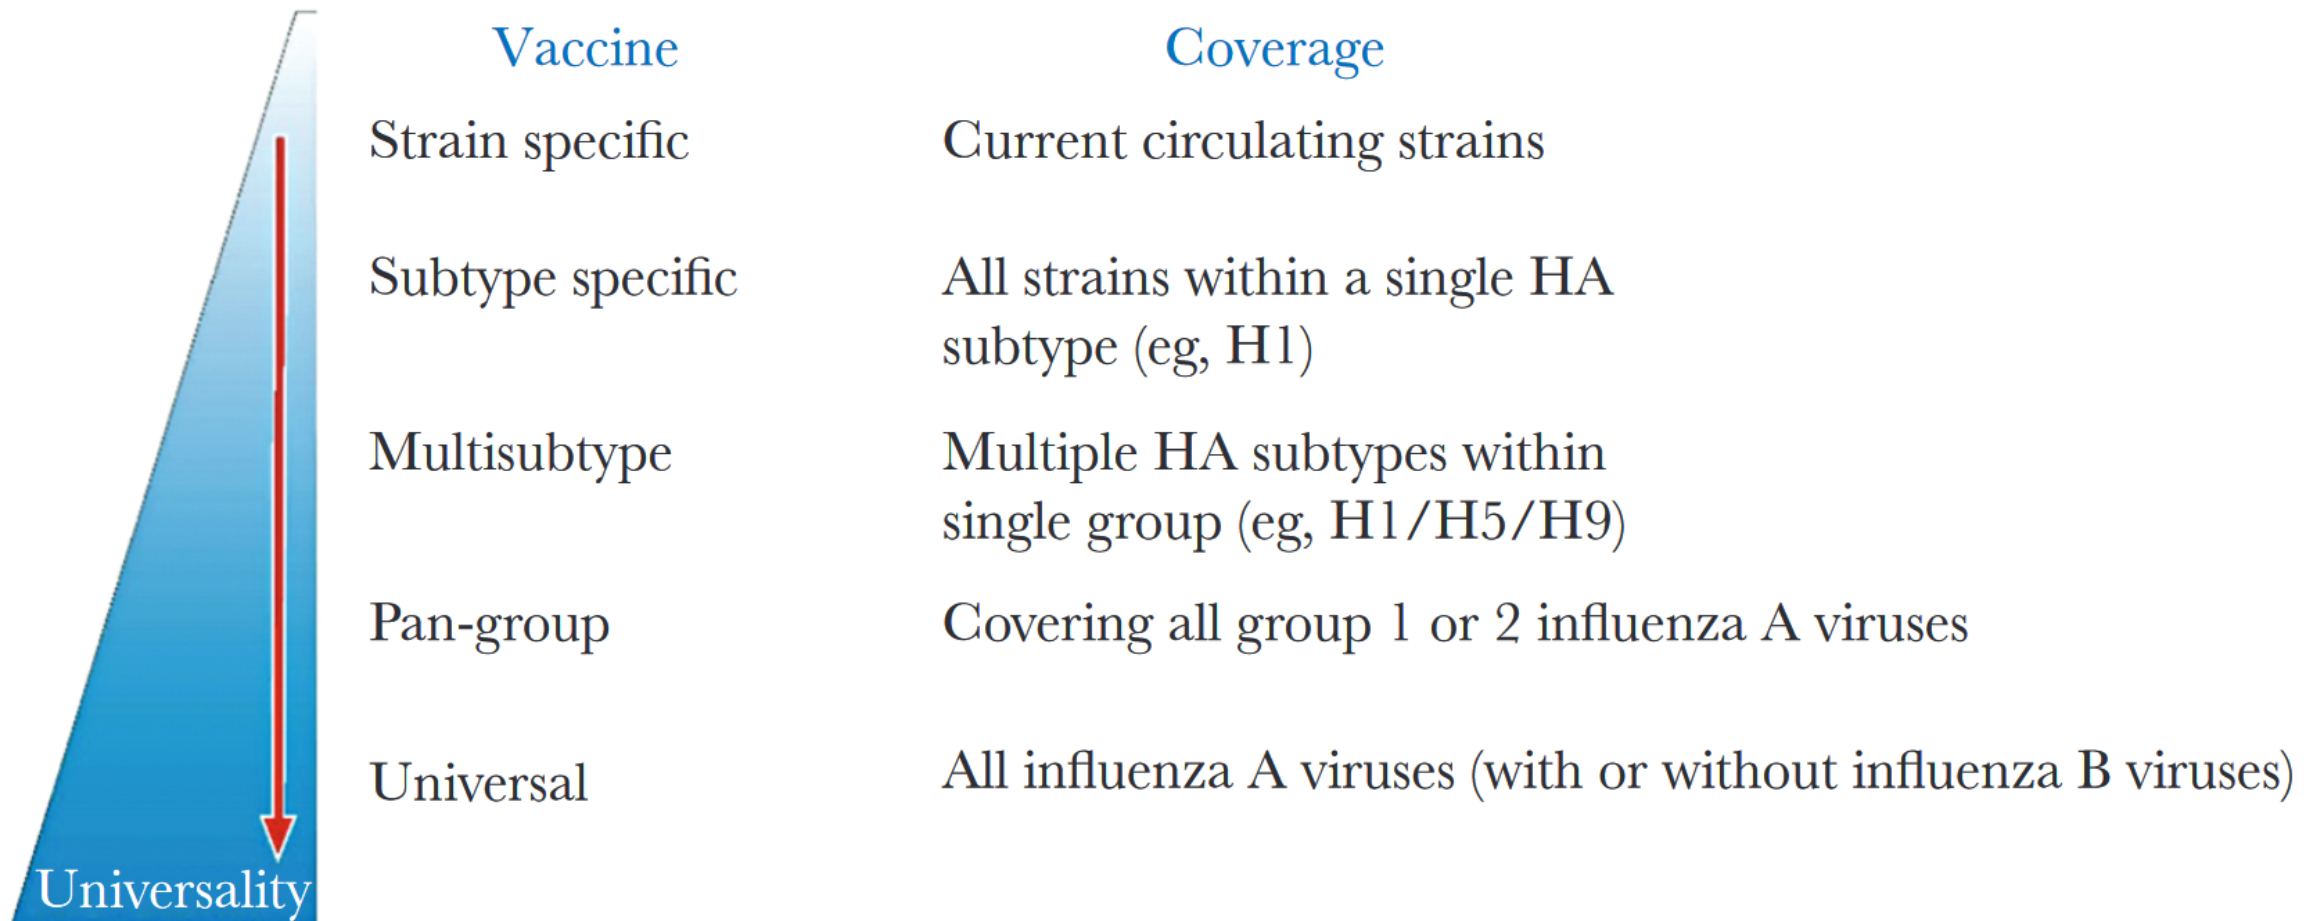 Vaccine Coverage
Strain specific Current circulating strains
Subtype specific All strains within a single HA
subtype (eg, H1)
Multisubtype Multiple HA subtypes within
single group (eg, H1/H5/H9)
Pan-group Covering all group 1 or 2 influenza A viruses
Universal All influenza A viruses (with or without influenza B viruses)
Universality